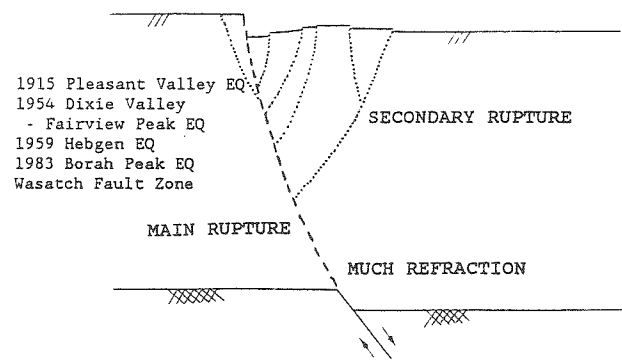 1915 Pleasant Valley EQ
1954 Dixie Valley
- Fairview Peak EQ
1959 Hebgen EQ
1983 Borah Peak EQ
Wasatch Fault Zone
SECONDARY RUPTURE
MAIN RUPTURE
MUCH REFRACTION